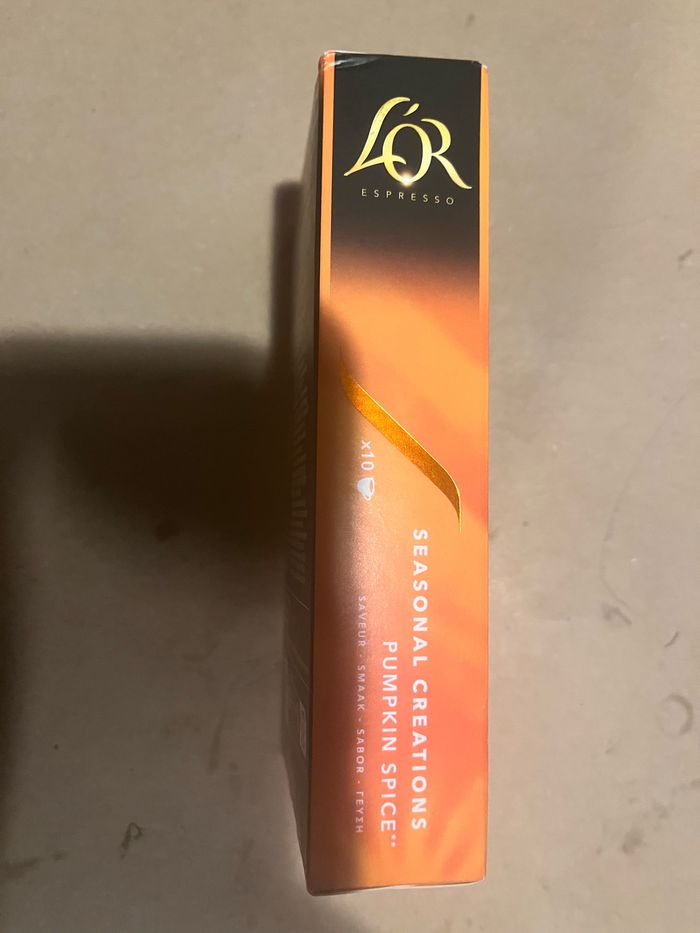 L'OR
ESPRESSO
x10
SEASONAL CREATIONS
PUMPKIN SPICE**
SAVEUR · SMAAK · SABOR · ΓΕΥΣΗ